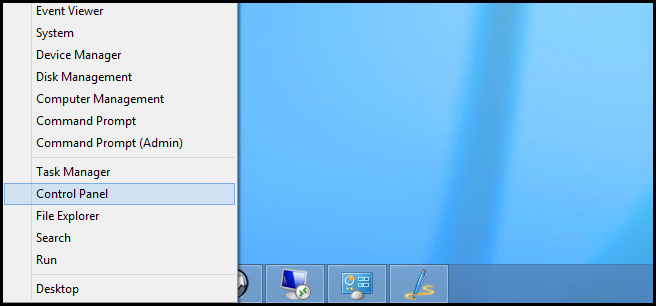 Event Viewer
System
Device Manager
Disk Management
Computer Management
Command Prompt
Command Prompt (Admin)
Task Manager
Control Panel
File Explorer
Search
Run
Desktop